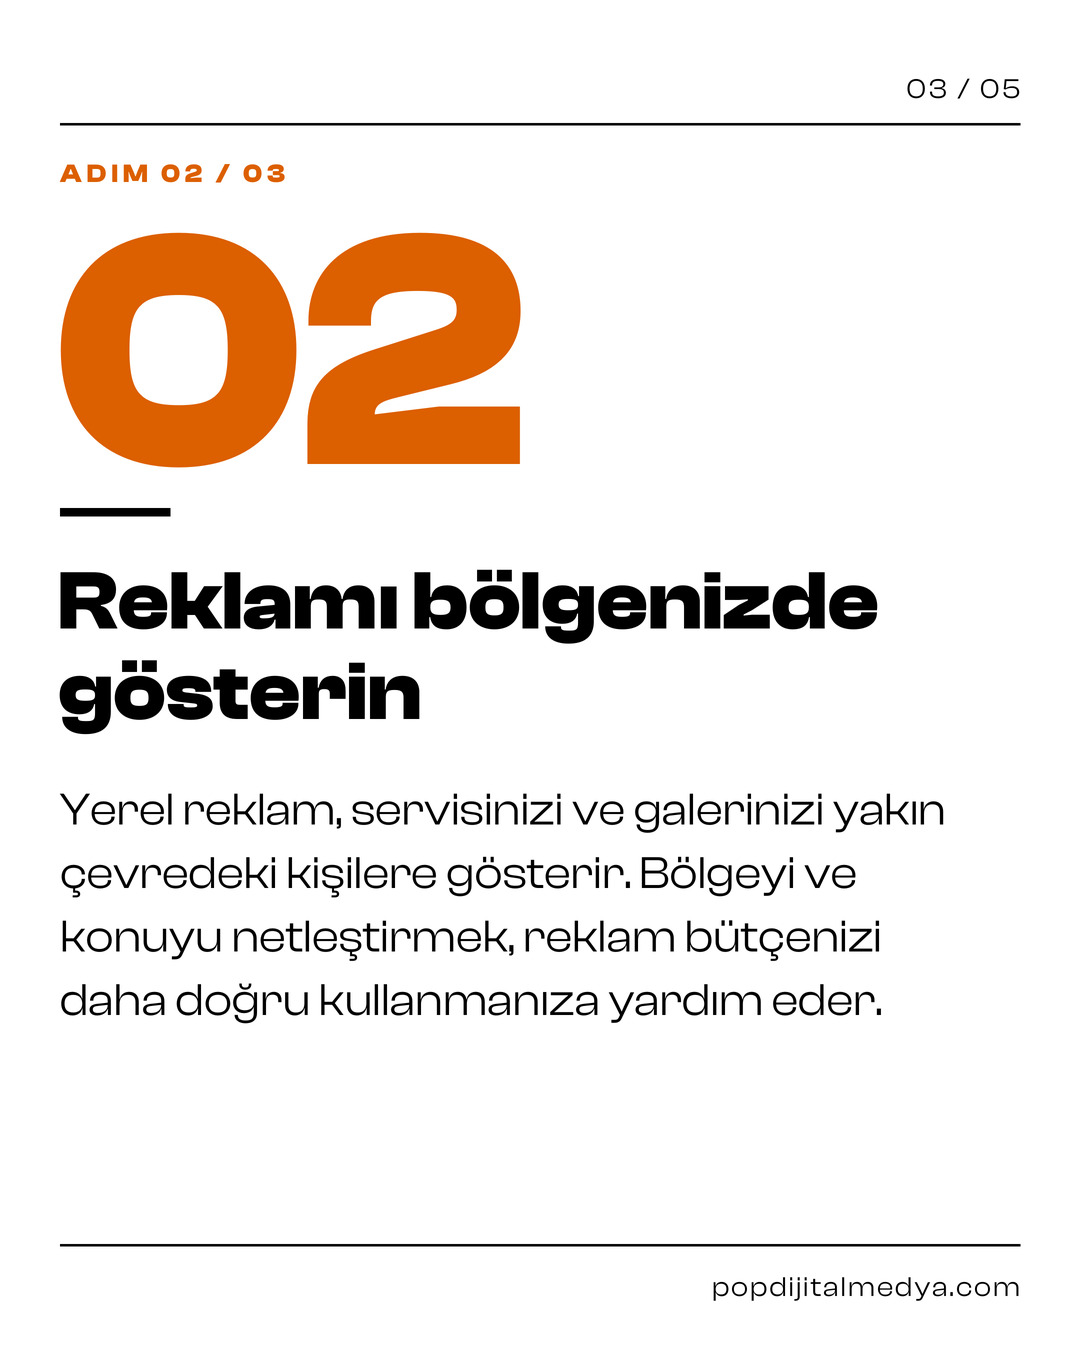 03 / 05
ADIM 02 / 03
02
Reklamı bölgenizde
gösterin
Yerel reklam, servisinizi ve galerinizi yakın
çevredeki kişilere gösterir. Bölgeyi ve
konuyu netleştirmek, reklam bütçenizi
daha doğru kullanmanıza yardım eder.
popdijitalmedya.com